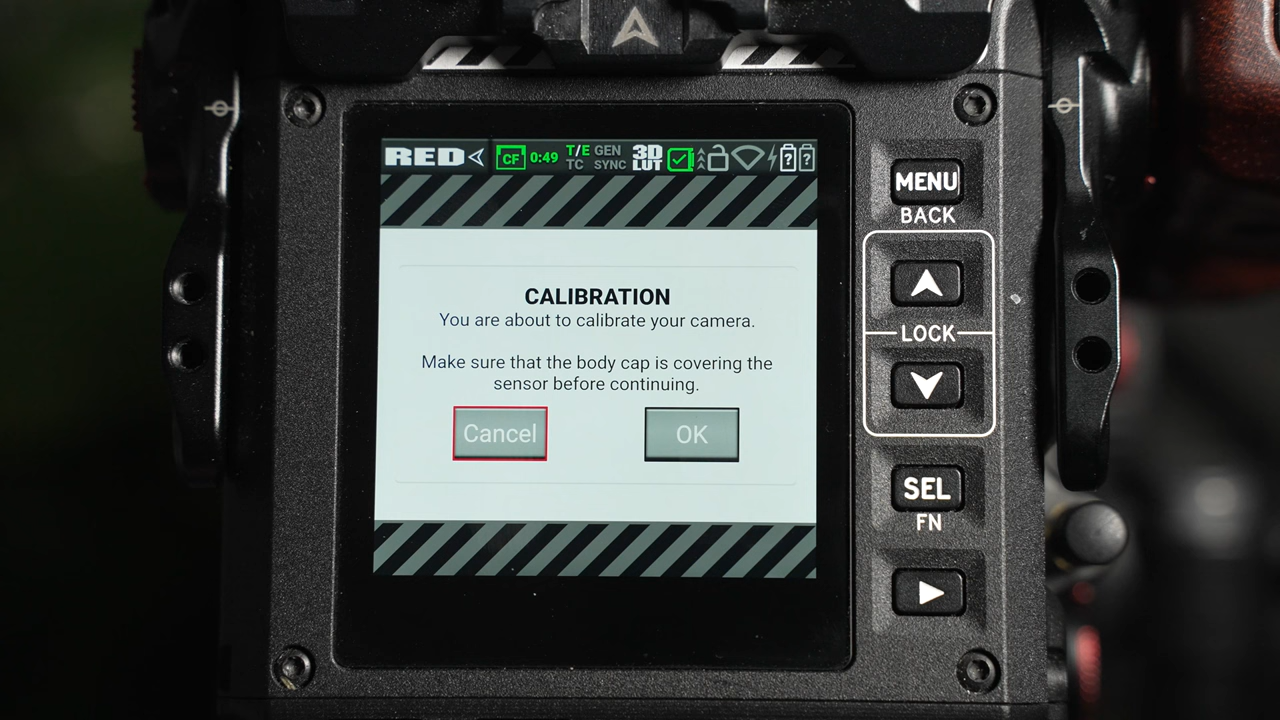 RED CF 0:49 T/E GEN 3D
TC SYNC LUT
? ?
CALIBRATION
You are about to calibrate your camera.
Make sure that the body cap is covering the
sensor before continuing.
Cancel OK
MENU
BACK
LOCK
SEL
FN